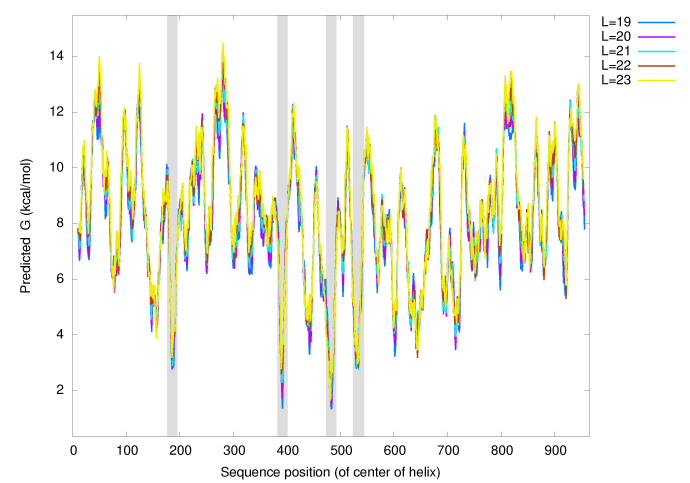 L=19
L=20
L=21
L=22
L=23
14
12
10
8
6
4
2
Predicted G (kcal/mol)
0 100 200 300 400 500 600 700 800 900
Sequence position (of center of helix)